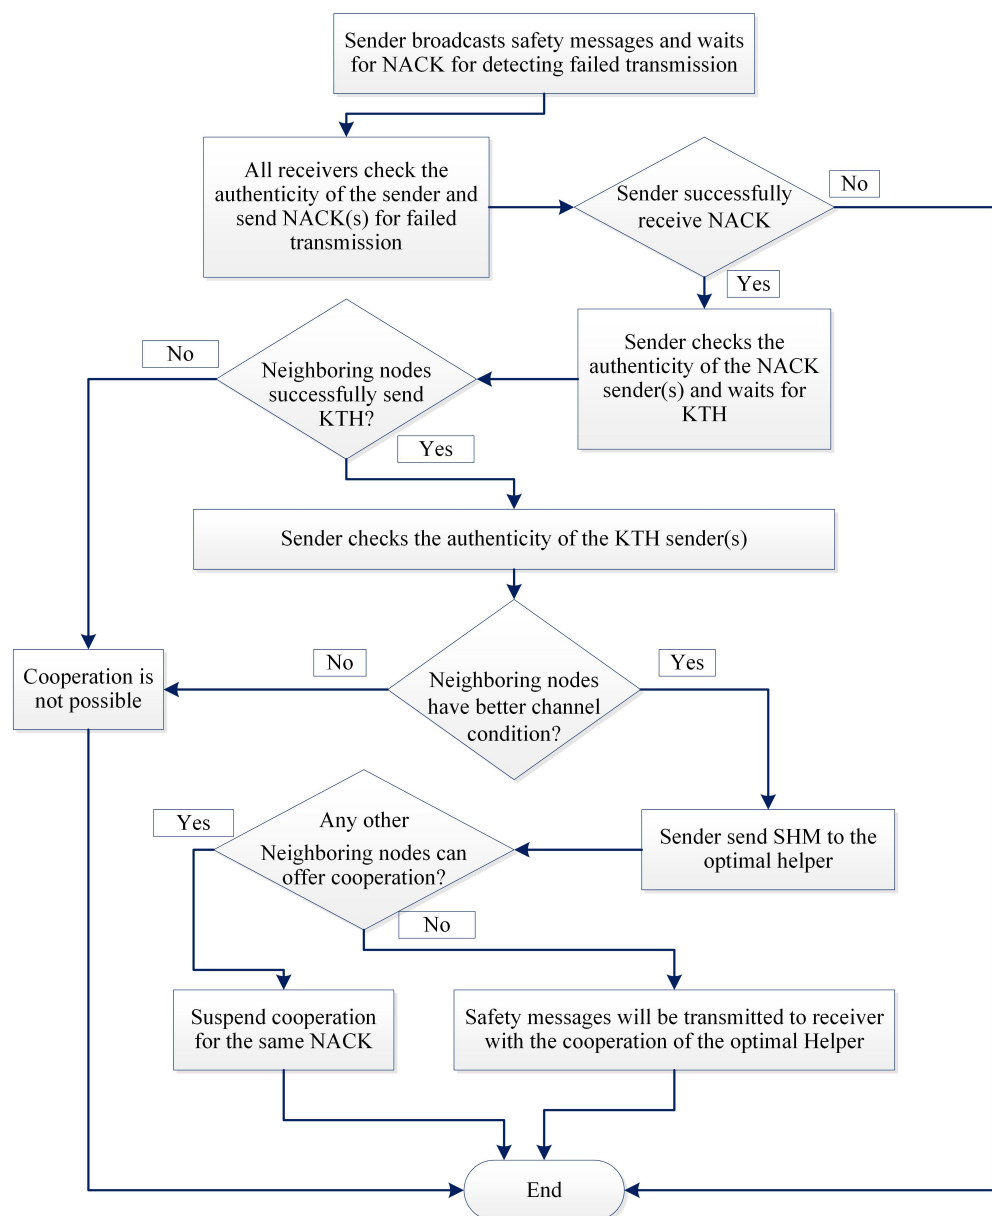 Sender broadcasts safety messages and waits
for NACK for detecting failed transmission
All receivers check the
authenticity of the sender and
send NACK(s) for failed
transmission
Sender successfully
receive NACK
No
Yes
Sender checks the
authenticity of the NACK
sender(s) and waits for
KTH
Neighboring nodes
successfully send
KTH?
No
Yes
Sender checks the authenticity of the KTH sender(s)
Neighboring nodes
have better channel
condition?
No
Yes
Cooperation is
not possible
Sender send SHM to the
optimal helper
Any other
Neighboring nodes can
offer cooperation?
Yes
No
Suspend cooperation
for the same NACK
Safety messages will be transmitted to receiver
with the cooperation of the optimal Helper
End